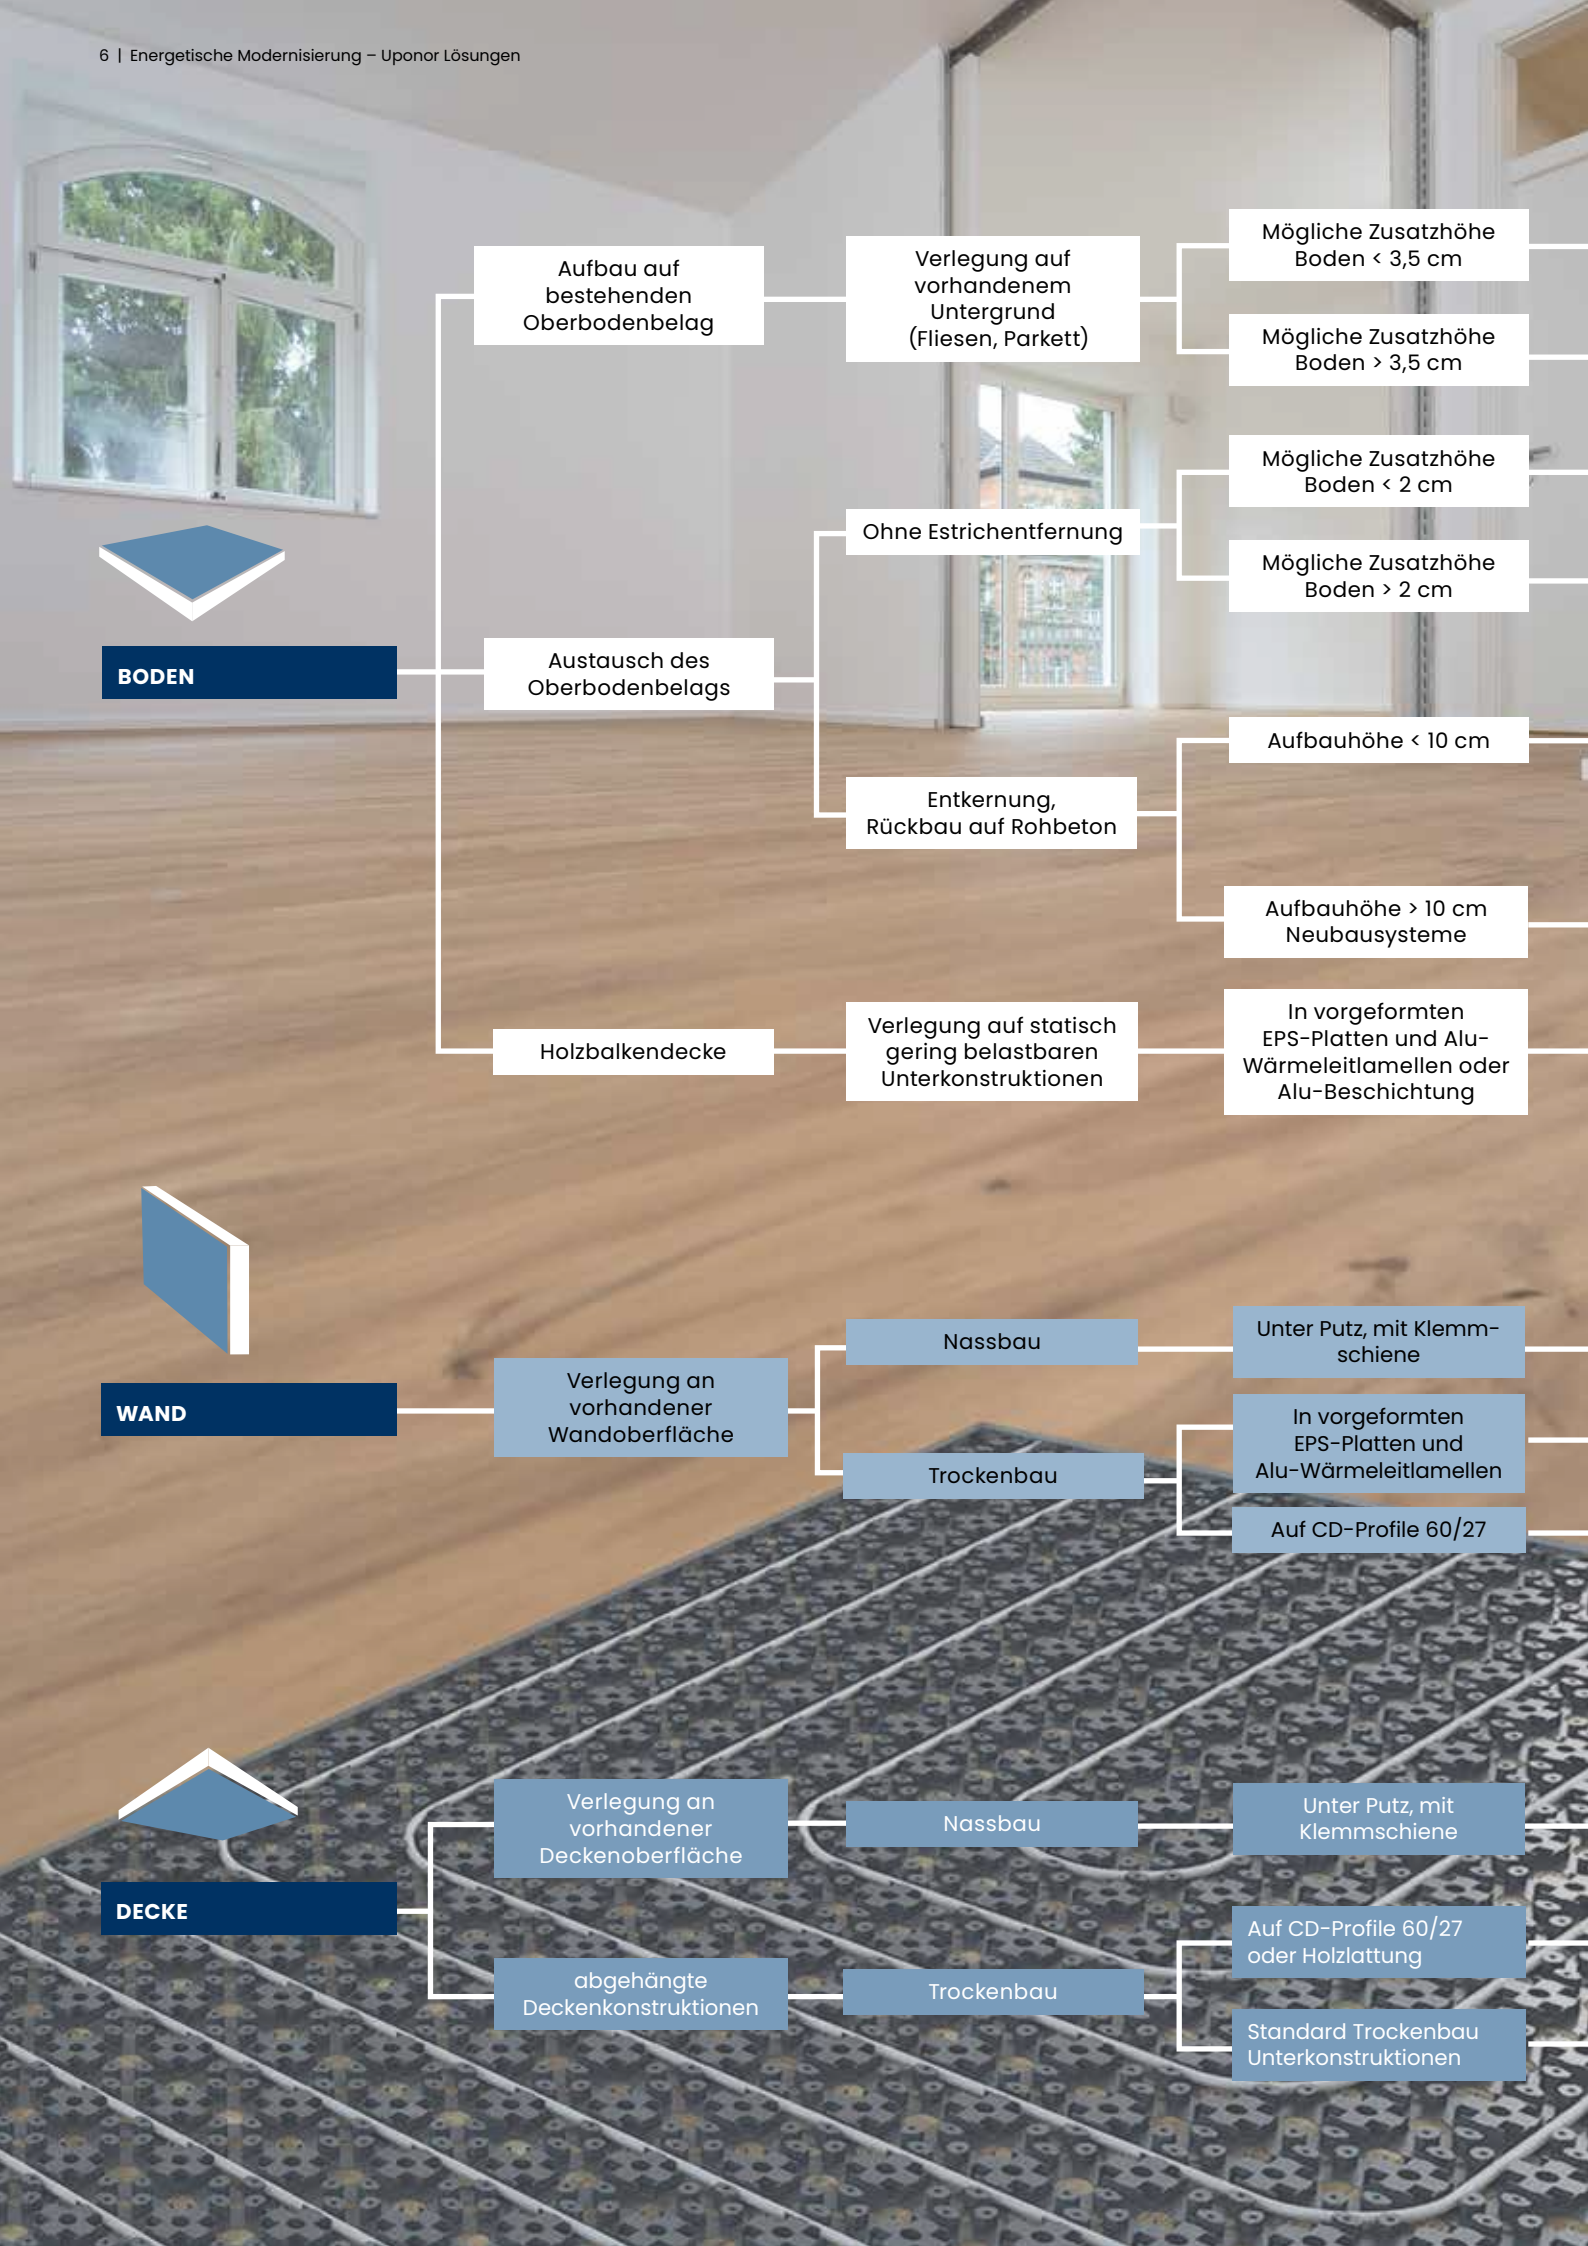 6 | Energetische Modernisierung – Uponor Lösungen
Aufbau auf
bestehenden
Oberbodenbelag
Verlegung auf
vorhandenem
Untergrund
(Fliesen, Parkett)
Mögliche Zusatzhöhe
Boden < 3,5 cm
Mögliche Zusatzhöhe
Boden > 3,5 cm
Mögliche Zusatzhöhe
Boden < 2 cm
Ohne Estrichentfernung
Mögliche Zusatzhöhe
Boden > 2 cm
BODEN
Austausch des
Oberbodenbelags
Aufbauhöhe < 10 cm
Entkernung,
Rückbau auf Rohbeton
Aufbauhöhe > 10 cm
Neubausysteme
Holzbalkendecke
Verlegung auf statisch
gering belastbaren
Unterkonstruktionen
In vorgeformten
EPS-Platten und Alu-
Wärmeleitlamellen oder
Alu-Beschichtung
WAND
Verlegung an
vorhandener
Wandoberfläche
Nassbau
Unter Putz, mit Klemm-
schiene
Trockenbau
In vorgeformten
EPS-Platten und
Alu-Wärmeleitlamellen
Auf CD-Profile 60/27
DECKE
Verlegung an
vorhandener
Deckenoberfläche
Nassbau
Unter Putz, mit
Klemmschiene
abgehängte
Deckenkonstruktionen
Trockenbau
Auf CD-Profile 60/27
oder Holzlattung
Standard Trockenbau
Unterkonstruktionen